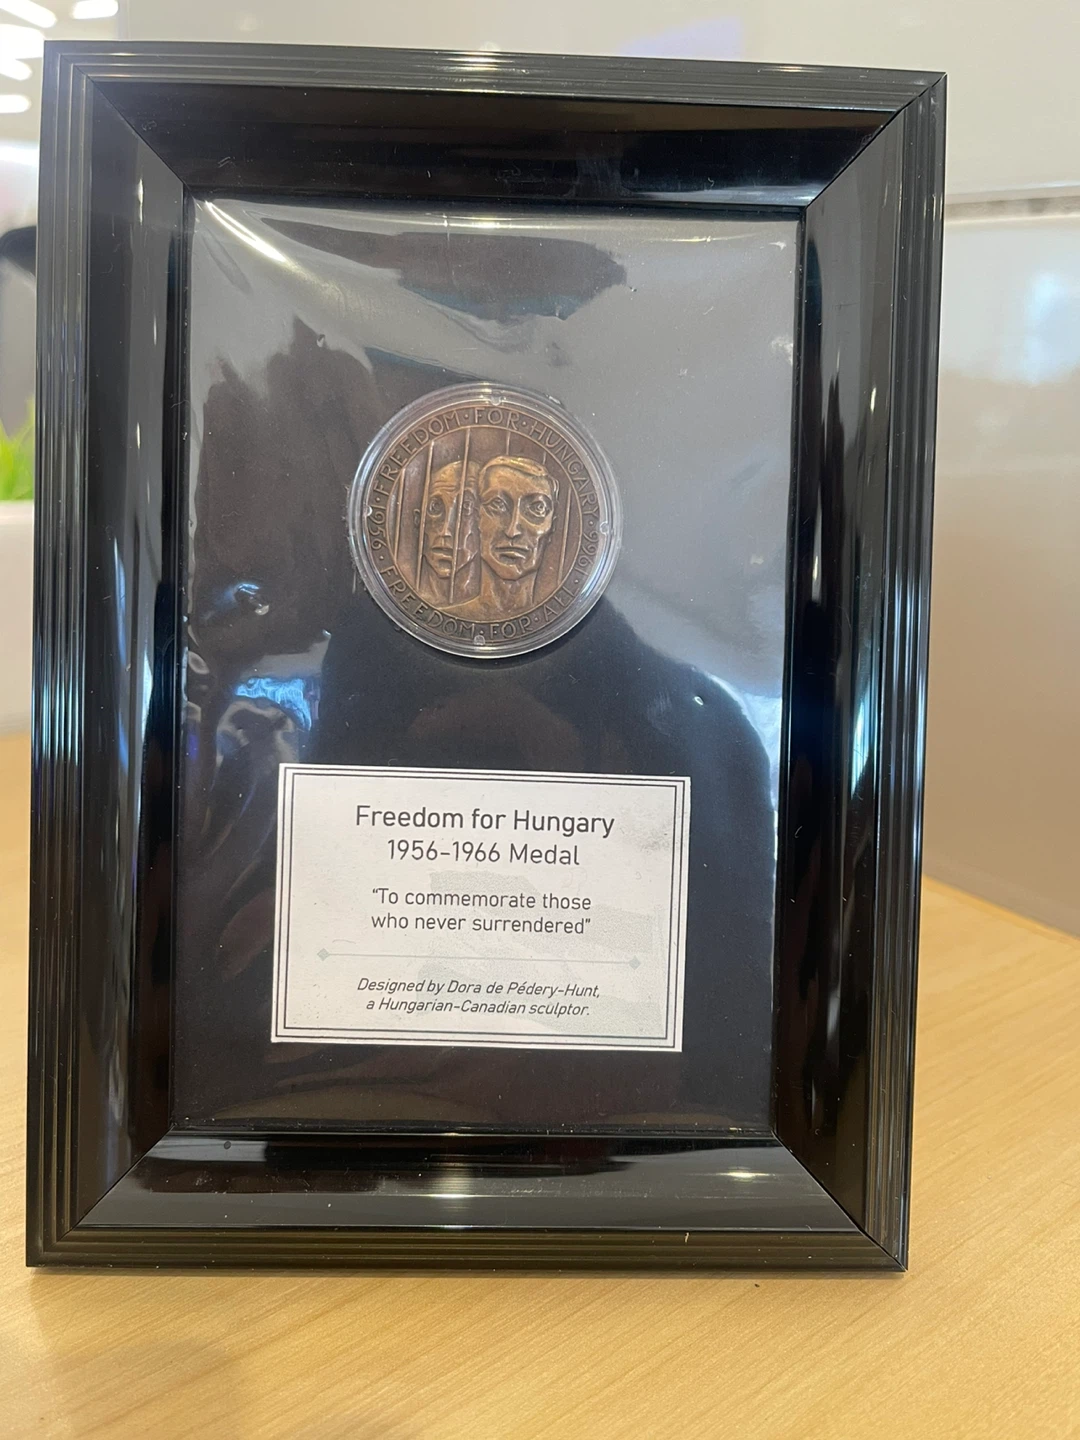 1956·FREEDOM·FOR·HUNGARY·1966
·FREEDOM·FOR·ALL·
Freedom for Hungary
1956-1966 Medal
“To commemorate those
who never surrendered”
Designed by Dora de Pédery-Hunt,
a Hungarian-Canadian sculptor.